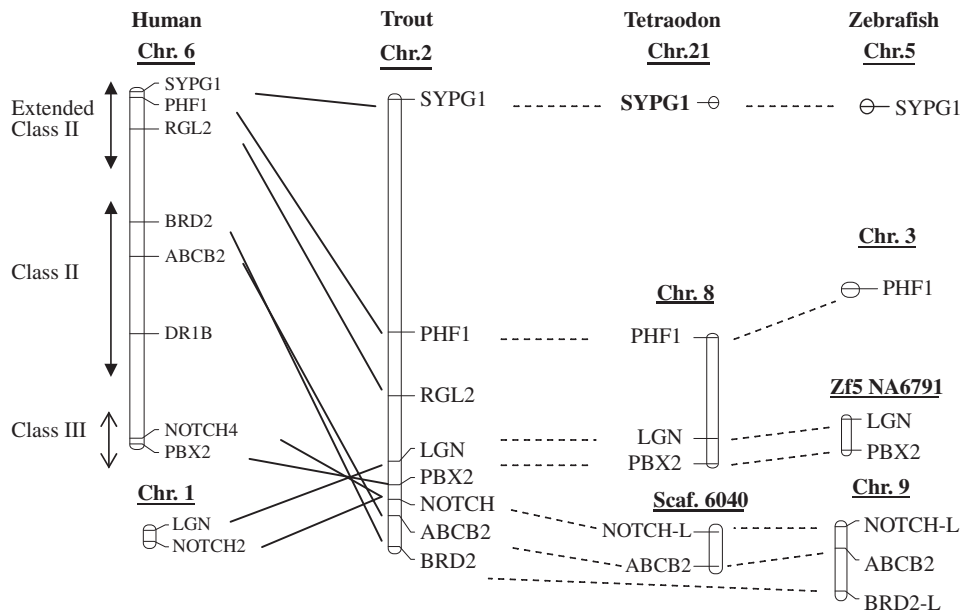 Human
Chr. 6
Extended
Class II
Class II
Class III
SYPG1
PHF1
RGL2
BRD2
ABCB2
DR1B
NOTCH4
PBX2
Chr. 1
LGN
NOTCH2
Trout
Chr.2
SYPG1
PHF1
RGL2
LGN
PBX2
NOTCH
ABCB2
BRD2
Tetraodon
Chr.21
SYPG1
Chr. 8
PHF1
LGN
PBX2
Scaf. 6040
NOTCH-L
ABCB2
Zebrafish
Chr.5
SYPG1
Chr. 3
PHF1
Zf5 NA6791
LGN
PBX2
Chr. 9
NOTCH-L
ABCB2
BRD2-L